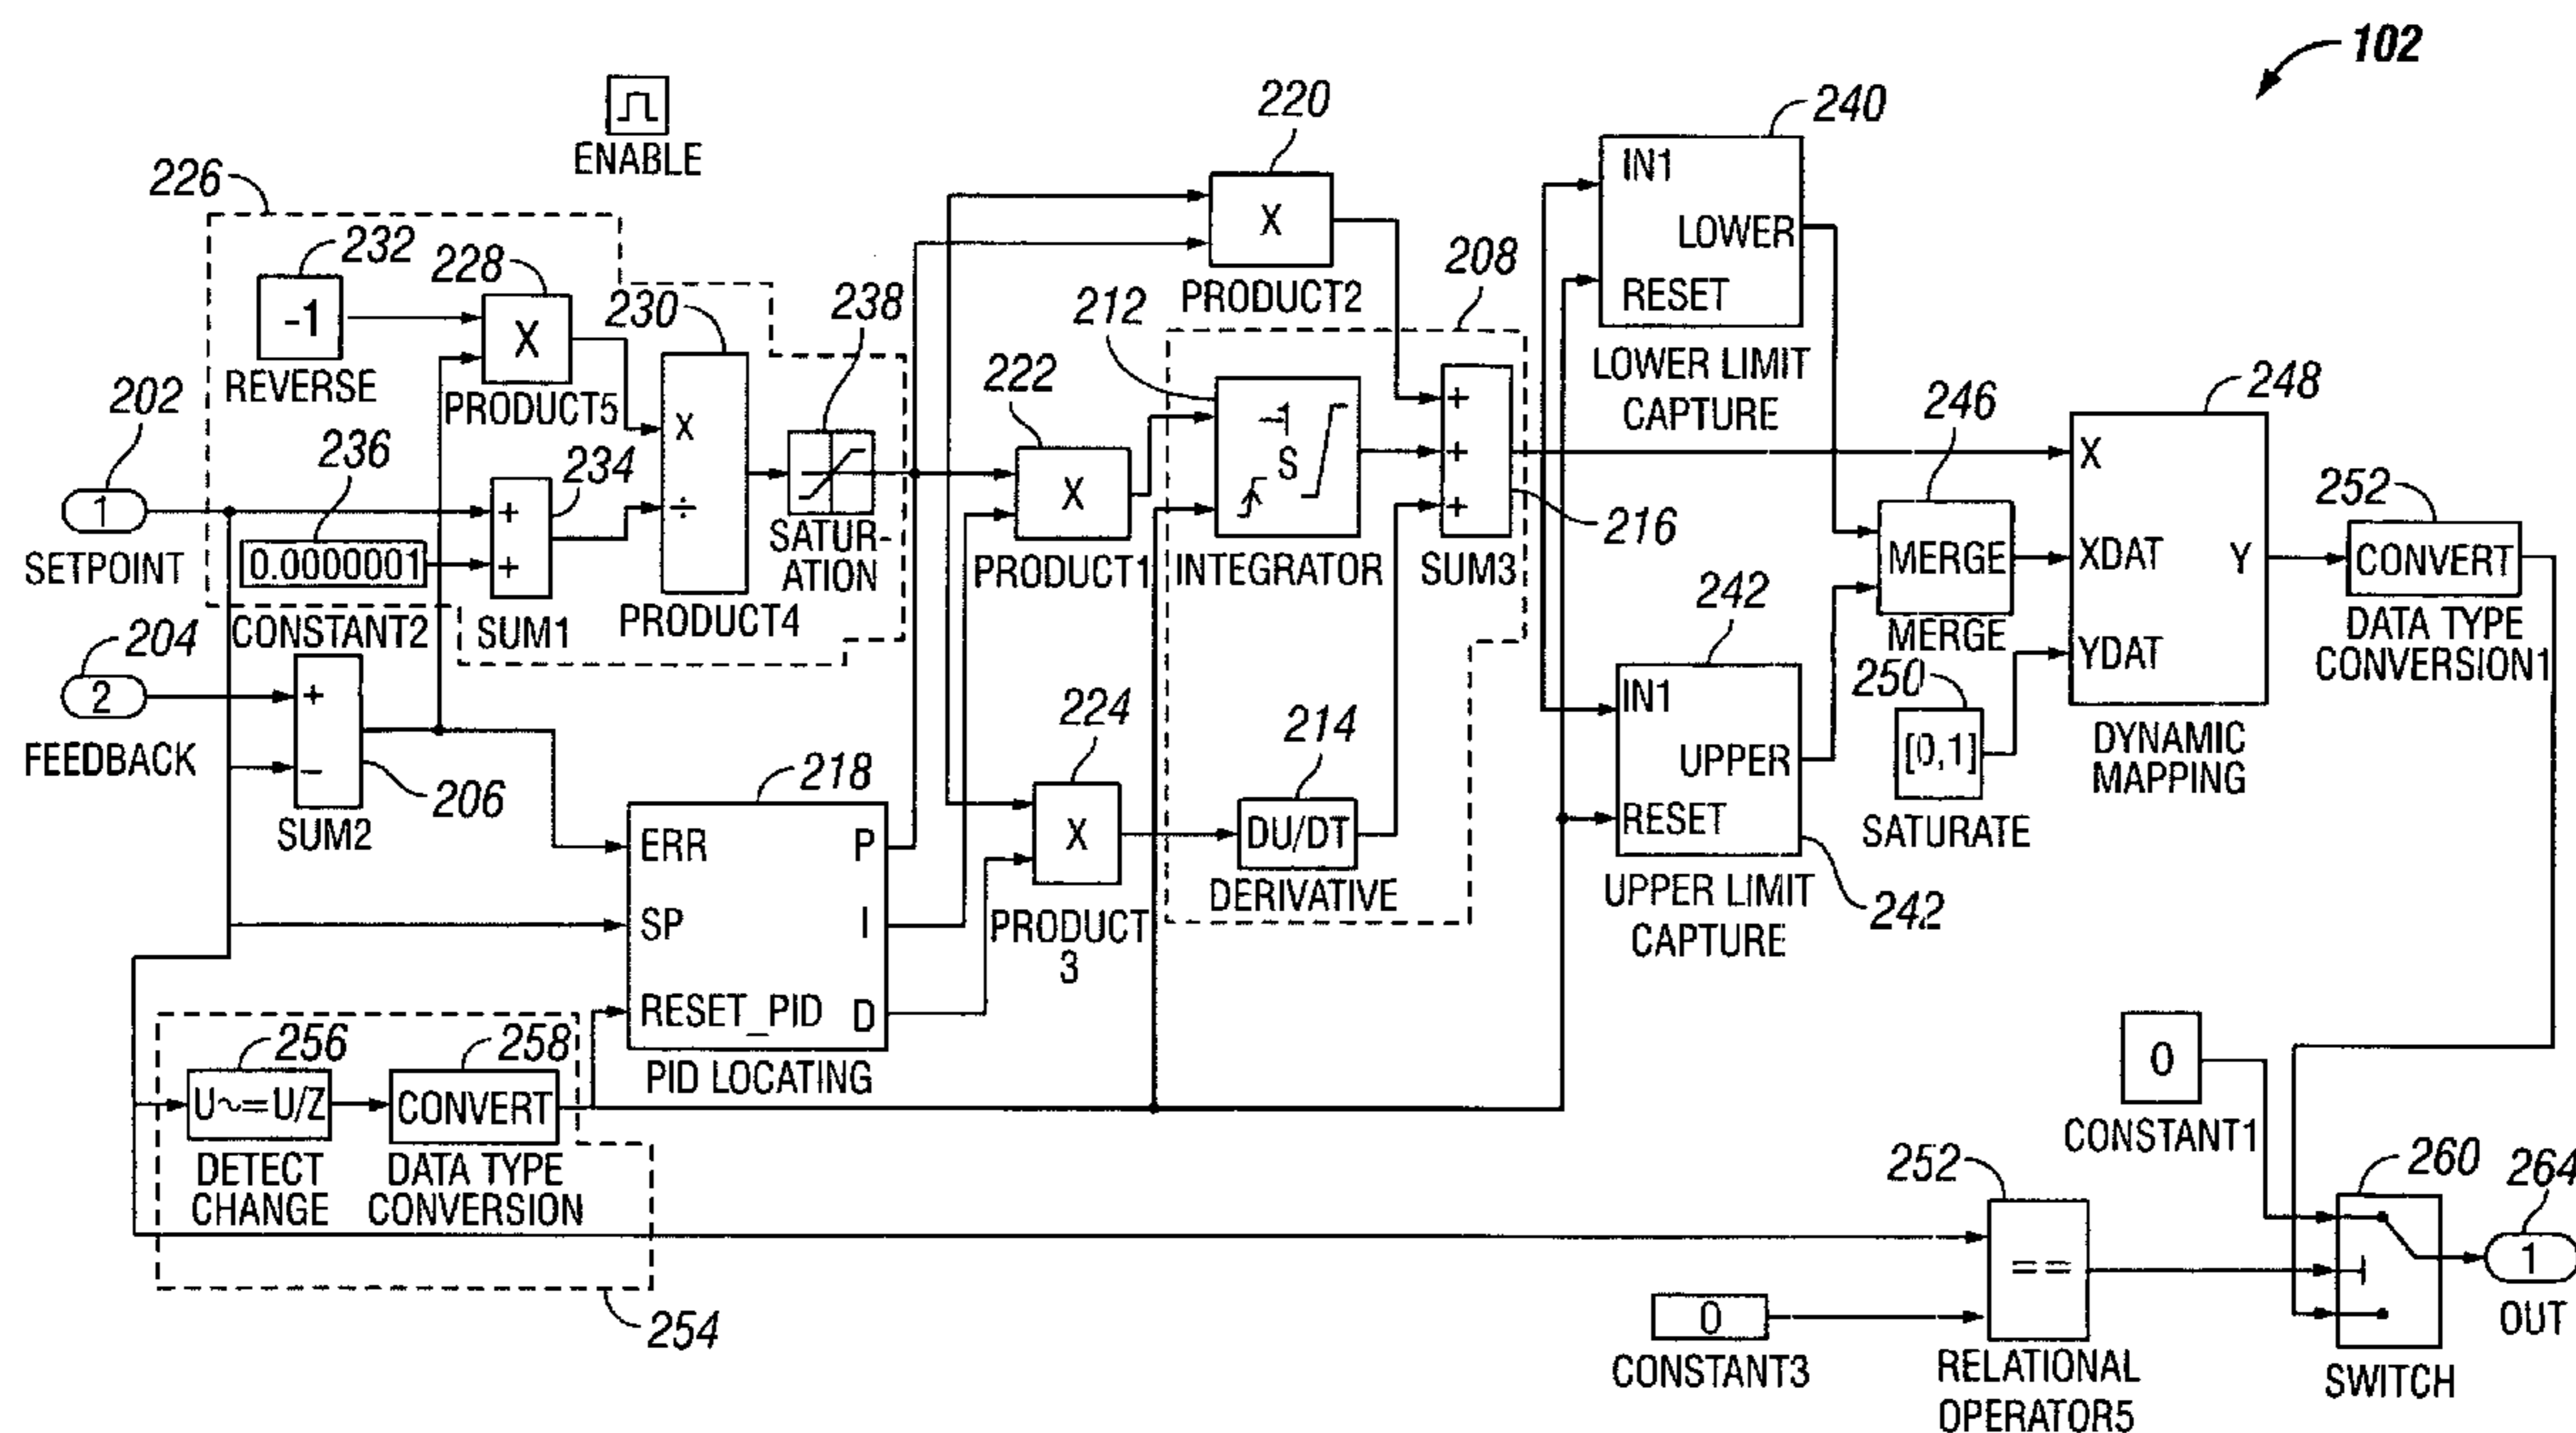 102
ENABLE
226
232
-1
REVERSE
228
X
PRODUCT5
230
X
÷
PRODUCT4
238
SATUR-
ATION
202
1
SETPOINT
236
0.0000001
CONSTANT2
234
+
+
SUM1
204
2
FEEDBACK
+
−
206
SUM2
220
X
PRODUCT2
222
X
PRODUCT1
212
-1
S
INTEGRATOR
208
+
+
+
216
SUM3
224
X
PRODUCT
3
214
DU/DT
DERIVATIVE
218
ERR
SP
RESET_PID
P
I
D
PID LOCATING
240
IN1
LOWER
RESET
LOWER LIMIT
CAPTURE
242
IN1
UPPER
RESET
242
UPPER LIMIT
CAPTURE
246
MERGE
MERGE
250
[0,1]
SATURATE
248
X
XDAT
YDAT
Y
DYNAMIC
MAPPING
252
CONVERT
DATA TYPE
CONVERSION1
256
U~=U/Z
DETECT
CHANGE
258
CONVERT
DATA TYPE
CONVERSION
254
0
CONSTANT1
252
==
RELATIONAL
OPERATOR5
0
CONSTANT3
260
SWITCH
264
1
OUT